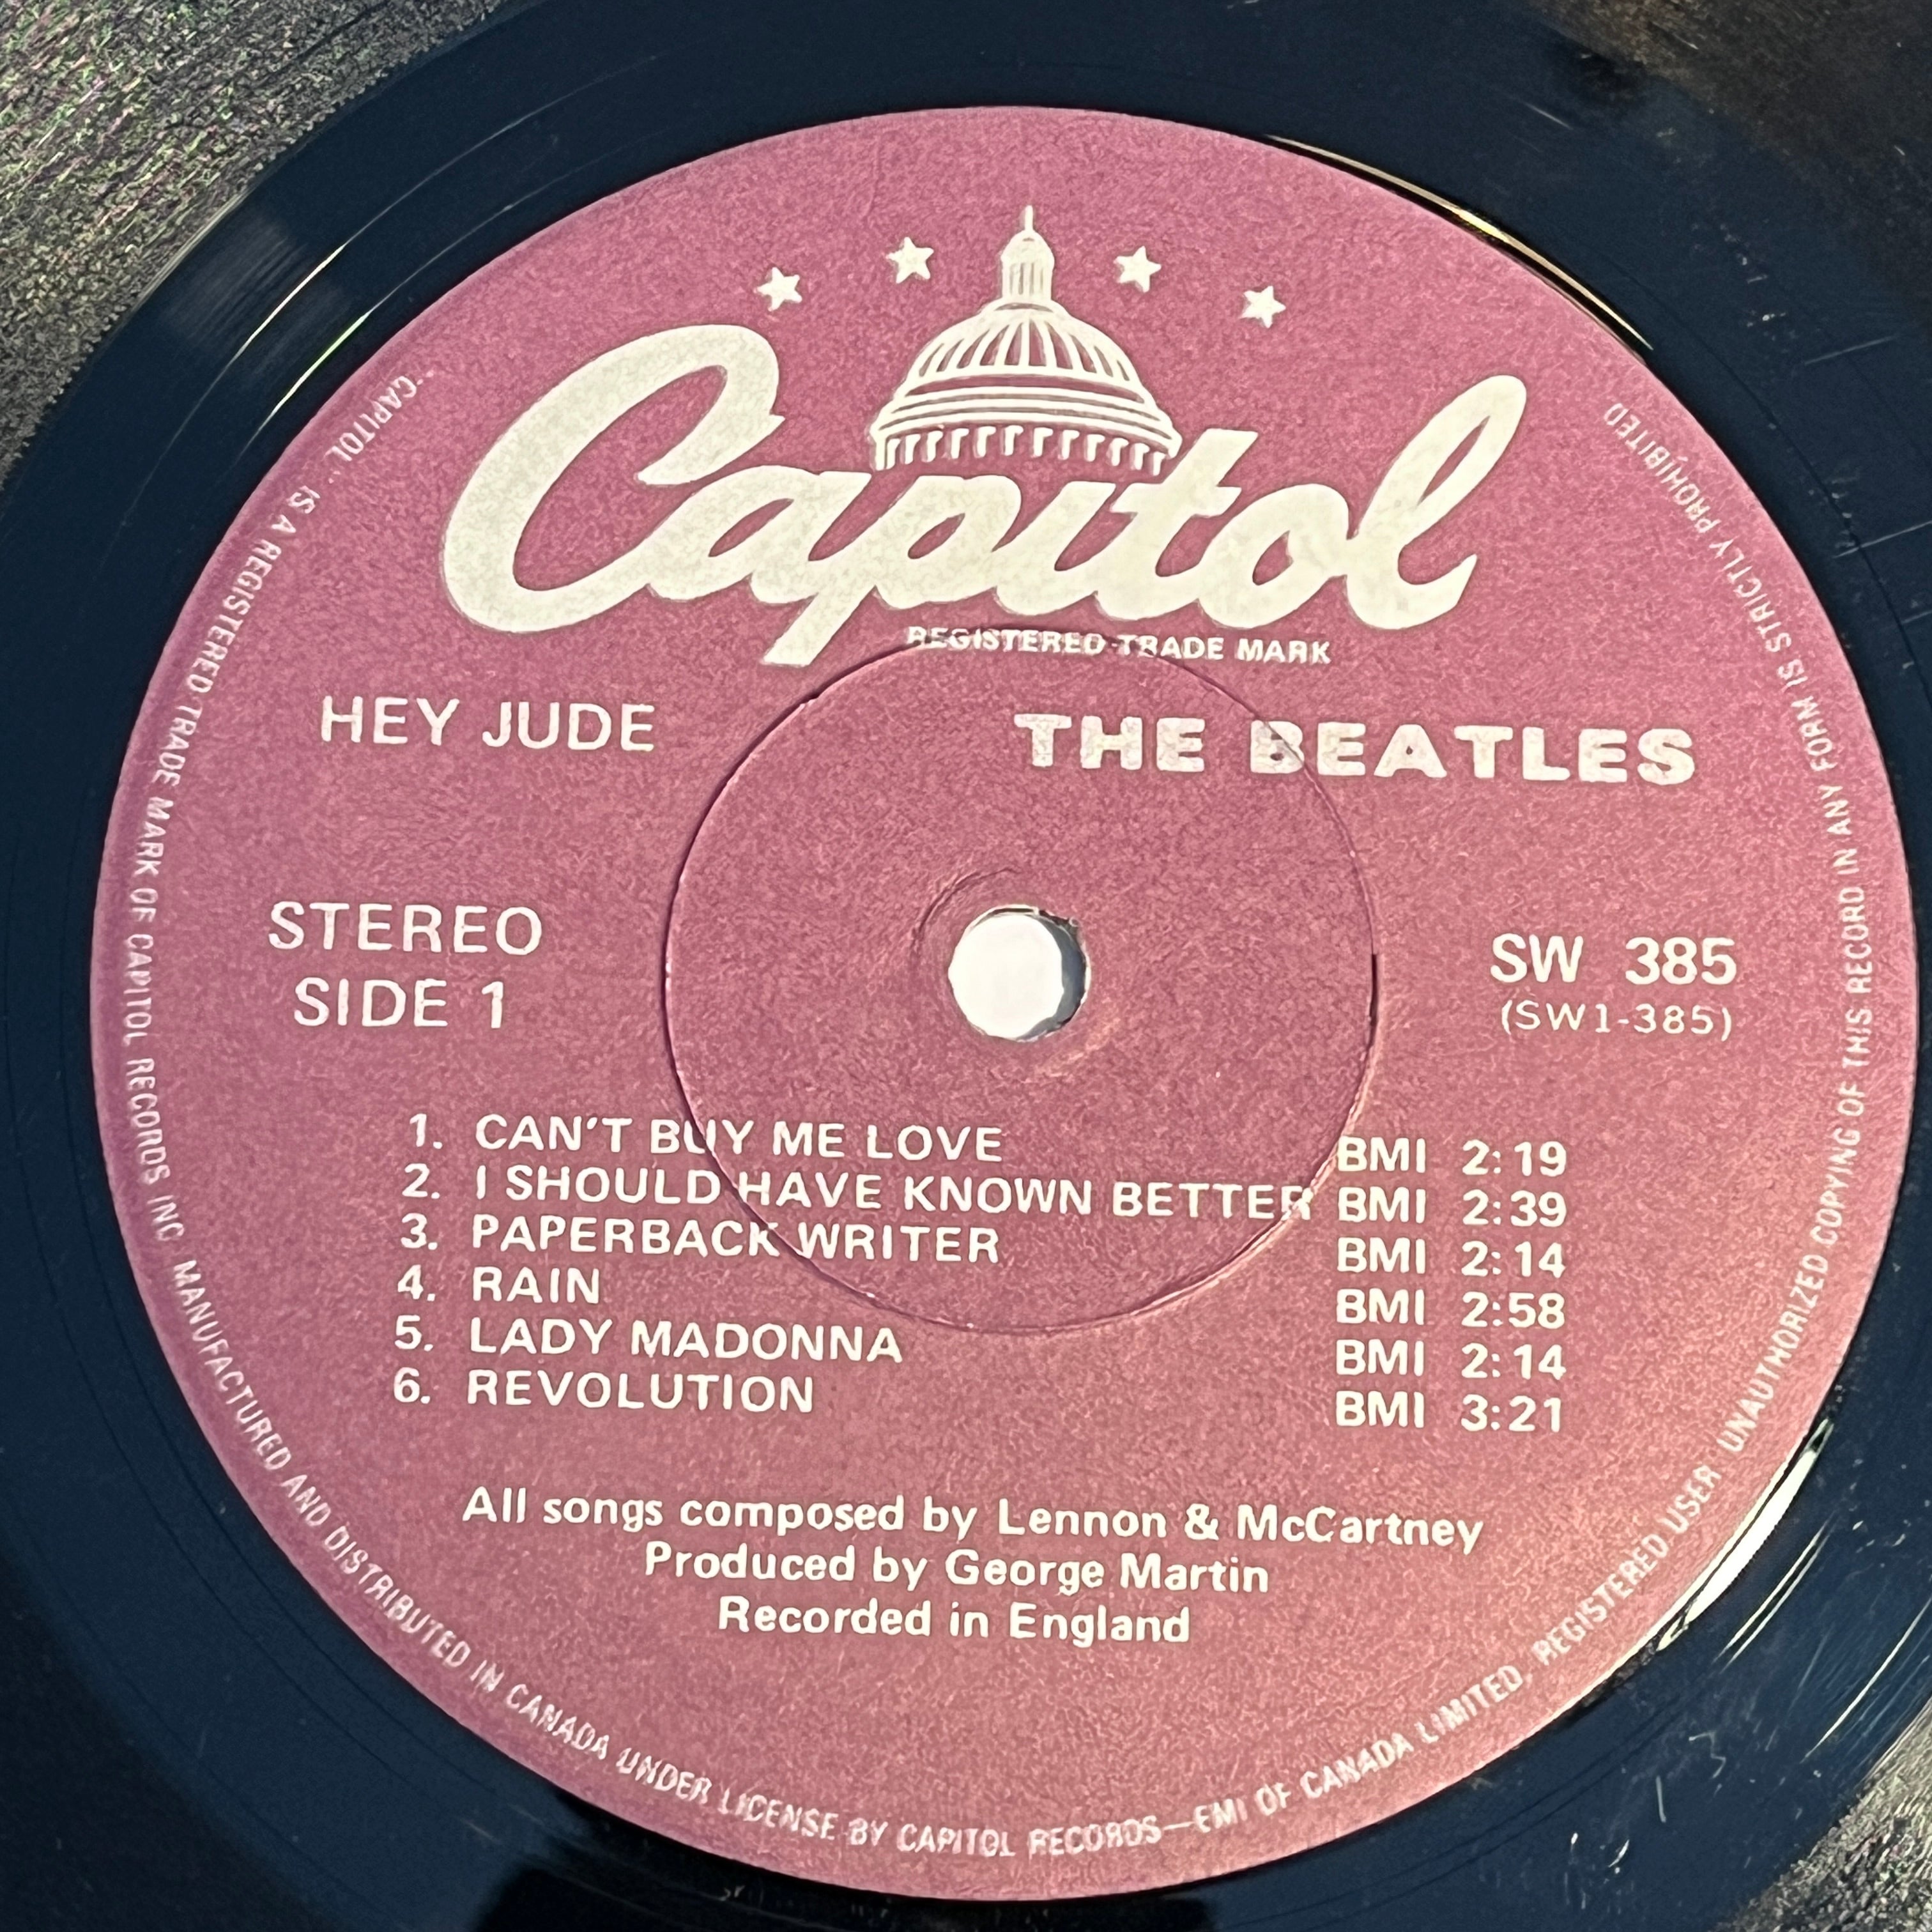 Capitol
REGISTERED TRADE MARK
HEY JUDE
THE BEATLES
STEREO
SIDE 1
SW 385
(SW1-385)
1. CAN'T BUY ME LOVE BMI 2:19
2. I SHOULD HAVE KNOWN BETTER BMI 2:39
3. PAPERBACK WRITER BMI 2:14
4. RAIN BMI 2:58
5. LADY MADONNA BMI 2:14
6. REVOLUTION BMI 3:21
All songs composed by Lennon & McCartney
Produced by George Martin
Recorded in England
"CAPITOL" IS A REGISTERED TRADE MARK OF CAPITOL RECORDS INC. MANUFACTURED AND DISTRIBUTED IN CANADA UNDER LICENSE BY CAPITOL RECORDS—EMI OF CANADA LIMITED, REGISTERED USER UNAUTHORIZED COPYING OF THIS RECORD IN ANY FORM IS STRICTLY PROHIBITED